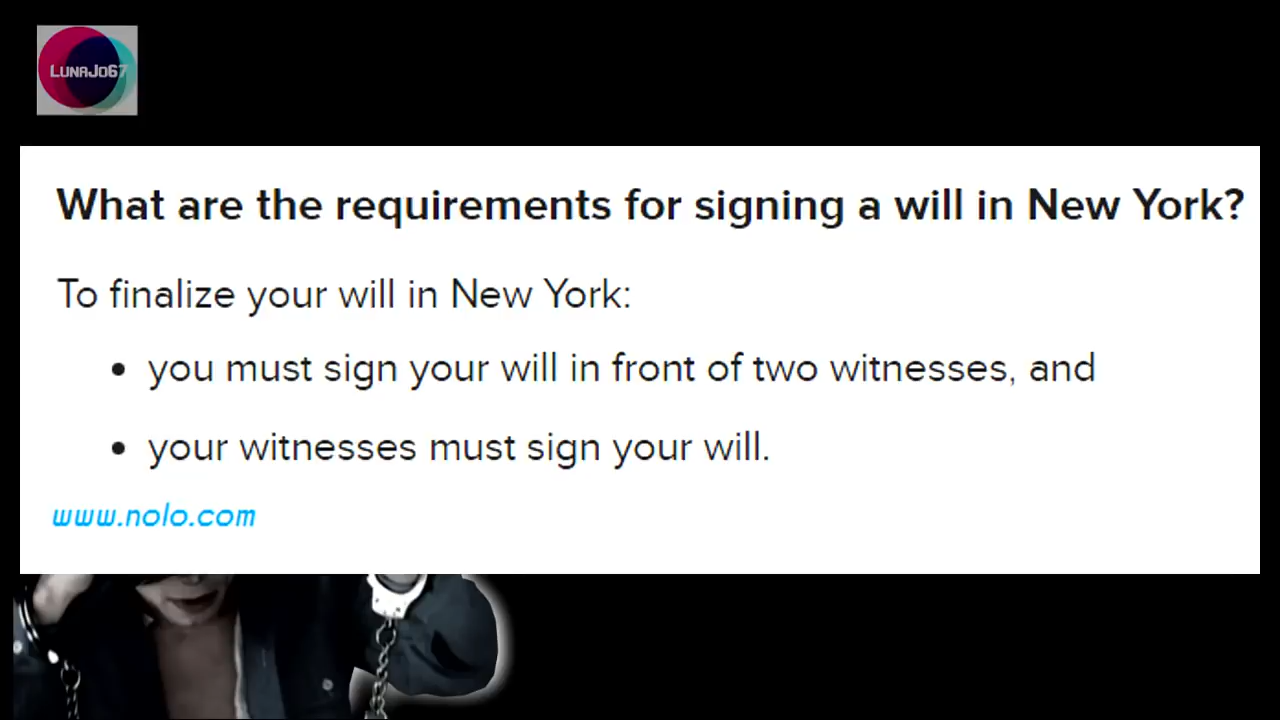 LUNAJO67
What are the requirements for signing a will in New York?
To finalize your will in New York:
• you must sign your will in front of two witnesses, and
• your witnesses must sign your will.
www.nolo.com